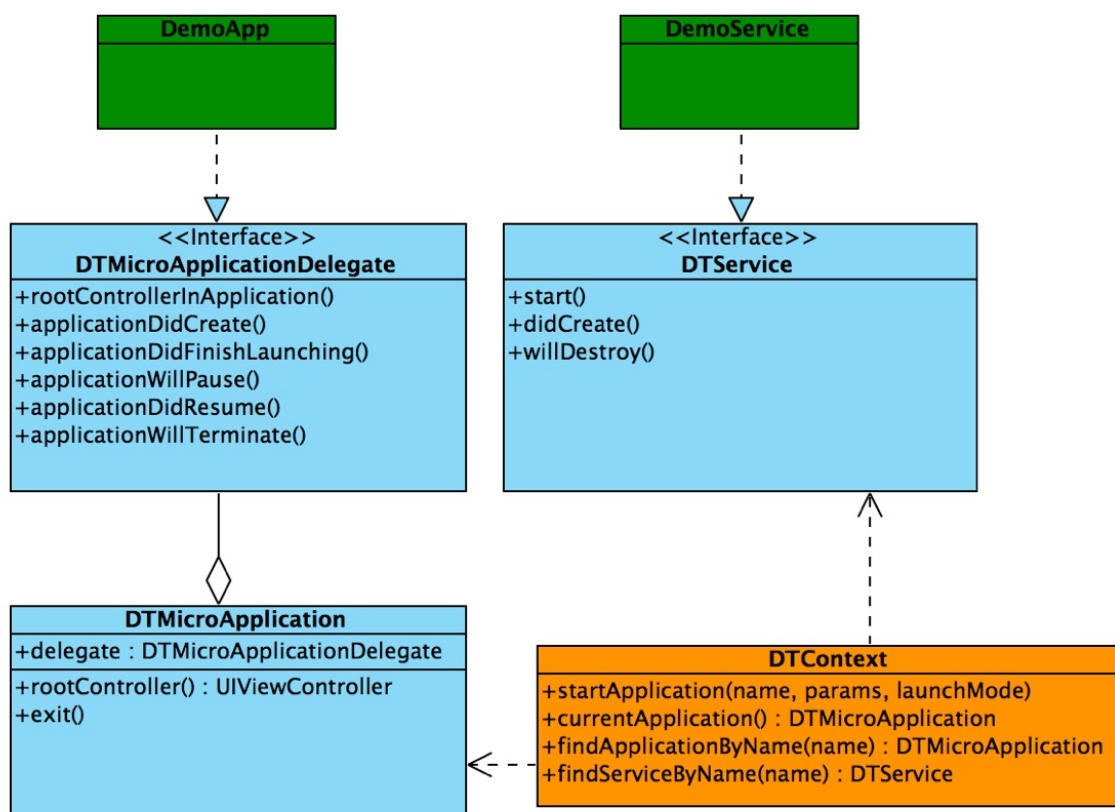 DemoApp
DemoService
<<Interface>>
DTMicroApplicationDelegate
+rootControllerInApplication()
+applicationDidCreate()
+applicationDidFinishLaunching()
+applicationWillPause()
+applicationDidResume()
+applicationWillTerminate()
<<Interface>>
DTService
+start()
+didCreate()
+willDestroy()
DTMicroApplication
+delegate : DTMicroApplicationDelegate
+rootController() : UIViewController
+exit()
DTContext
+startApplication(name, params, launchMode)
+currentApplication() : DTMicroApplication
+findApplicationByName(name) : DTMicroApplication
+findServiceByName(name) : DTService